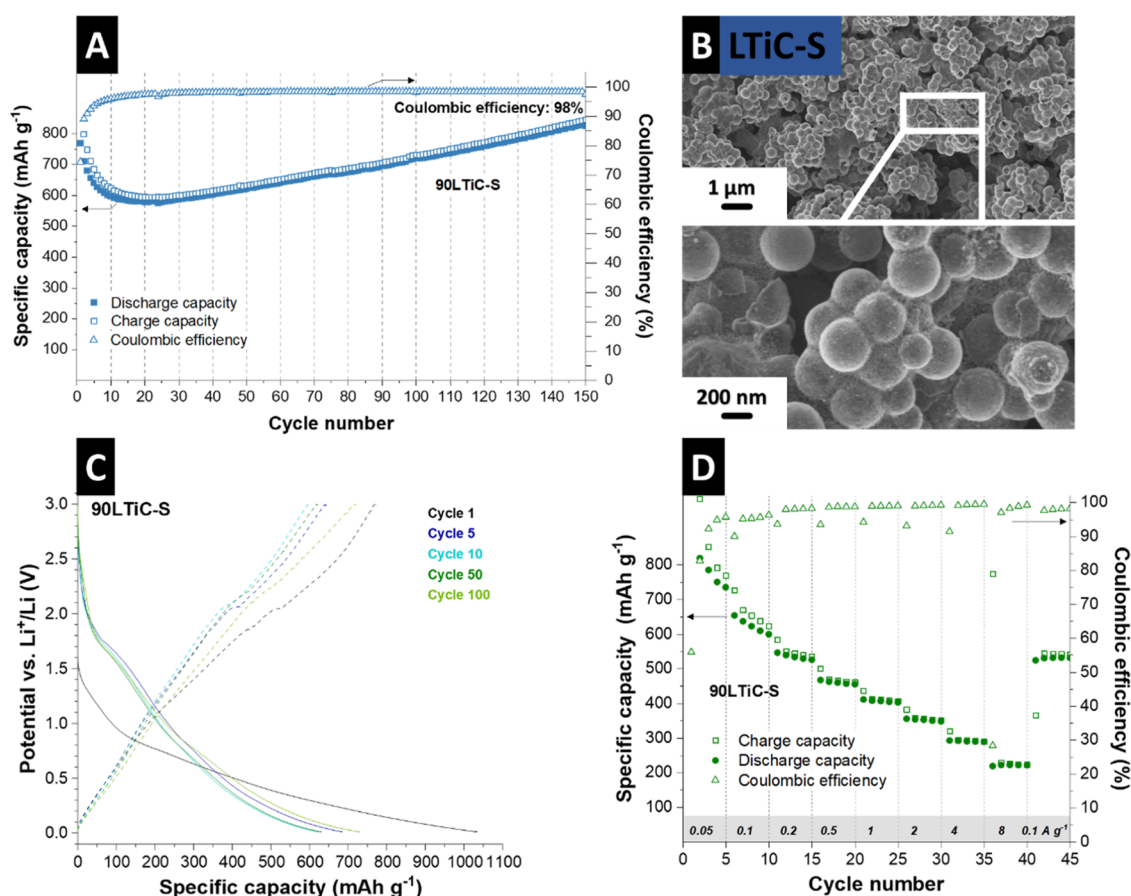 A
Specific capacity (mAh g⁻¹)
800
700
600
500
400
300
200
100
Coulombic efficiency: 98%
90LTiC-S
Discharge capacity
Charge capacity
Coulombic efficiency
100
90
80
70
60
50
40
30
20
10
0
Coulombic efficiency (%)
0 10 20 30 40 50 60 70 80 90 100 110 120 130 140 150
Cycle number
B LTiC-S
1 µm
200 nm
C
90LTiC-S
Potential vs. Li⁺/Li (V)
3.0
2.5
2.0
1.5
1.0
0.5
0.0
Cycle 1
Cycle 5
Cycle 10
Cycle 50
Cycle 100
0 100 200 300 400 500 600 700 800 900 1000 1100
Specific capacity (mAh g⁻¹)
D
Specific capacity (mAh g⁻¹)
800
700
600
500
400
300
200
100
90LTiC-S
Charge capacity
Discharge capacity
Coulombic efficiency
0.05 0.1 0.2 0.5 1 2 4 8 0.1 A g⁻¹
100
90
80
70
60
50
40
30
20
10
0
Coulombic efficiency (%)
0 5 10 15 20 25 30 35 40 45
Cycle number